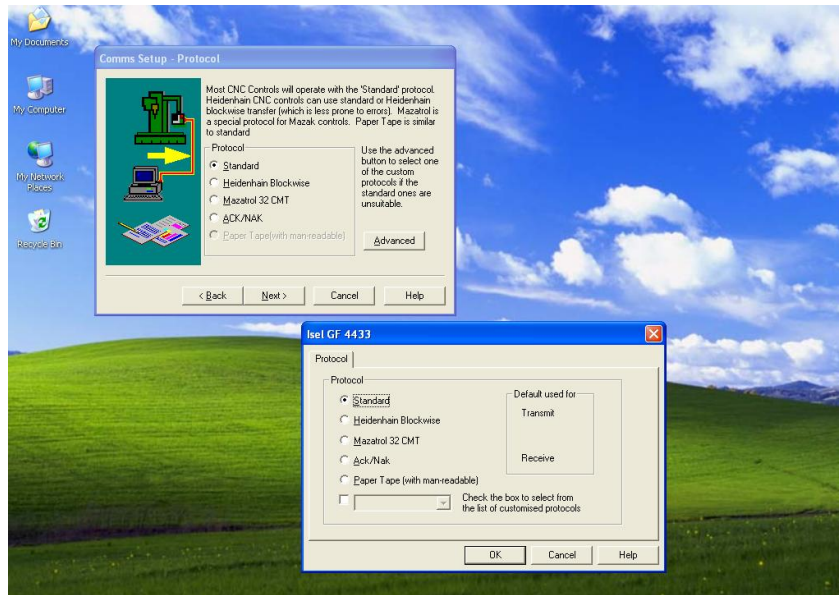 My Documents
My Computer
My Network
Places
Recycle Bin
Comms Setup - Protocol
Most CNC Controls will operate with the 'Standard' protocol.
Heidenhain CNC controls can use standard or Heidenhain
blockwise transfer (which is less prone to errors). Mazatrol is
a special protocol for Mazak controls. Paper Tape is similar
to standard
Protocol
Standard
Heidenhain Blockwise
Mazatrol 32 CMT
ACK/NAK
Paper Tape(with man-readable)
Use the advanced
button to select one
of the custom
protocols if the
standard ones are
unsuitable.
Advanced
< Back Next > Cancel Help
Isel GF 4433
Protocol
Protocol
Standard
Heidenhain Blockwise
Mazatrol 32 CMT
Ack/Nak
Paper Tape (with man-readable)
Default used for
Transmit
Receive
Check the box to select from
the list of customised protocols
OK Cancel Help